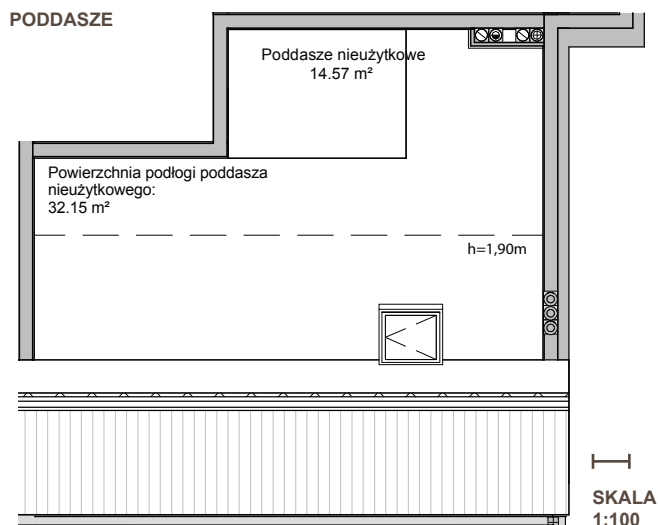 PODDASZE
Poddasze nieużytkowe
14.57 m²
Powierzchnia podłogi poddasza
nieużytkowego:
32.15 m²
h=1,90m
SKALA
1:100